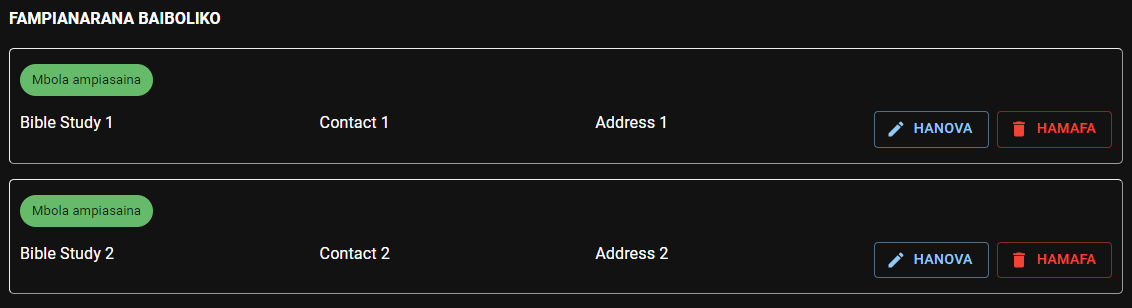 FAMPIANARANA BAIBOLIKO
Mbola ampiasaina
Bible Study 1 Contact 1 Address 1 HANOVA HAMAFA
Mbola ampiasaina
Bible Study 2 Contact 2 Address 2 HANOVA HAMAFA